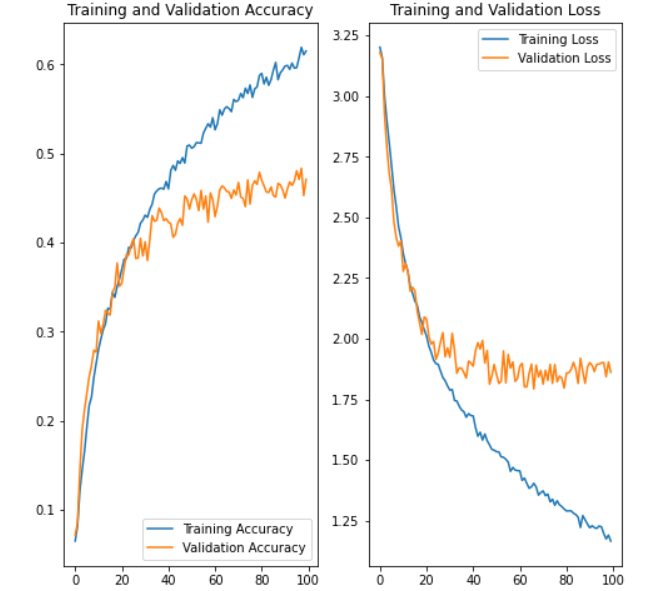 Training and Validation Accuracy
0.6
0.5
0.4
0.3
0.2
0.1
0 20 40 60 80 100
Training Accuracy
Validation Accuracy
Training and Validation Loss
3.25
3.00
2.75
2.50
2.25
2.00
1.75
1.50
1.25
0 20 40 60 80 100
Training Loss
Validation Loss